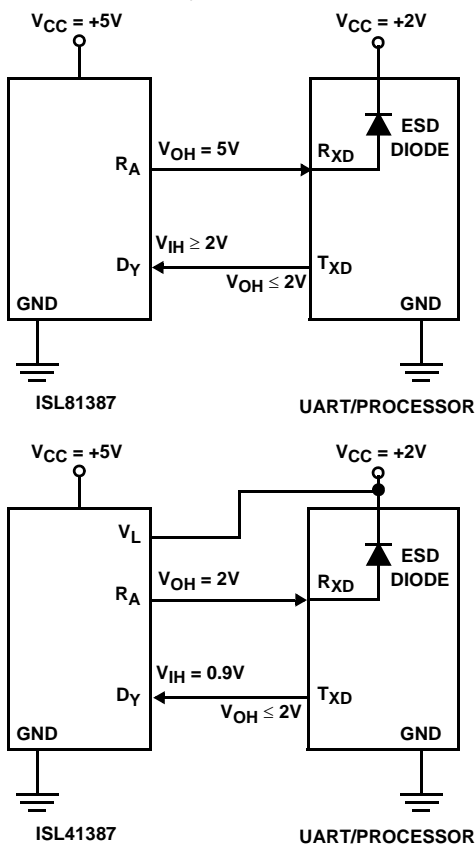 VCC = +5V
VCC = +2V
ESD
DIODE
RA
VOH = 5V
RXD
VIH ≥ 2V
DY
VOH ≤ 2V
TXD
GND
GND
ISL81387
UART/PROCESSOR
VCC = +5V
VCC = +2V
VL
ESD
DIODE
RA
VOH = 2V
RXD
VIH = 0.9V
DY
VOH ≤ 2V
TXD
GND
GND
ISL41387
UART/PROCESSOR